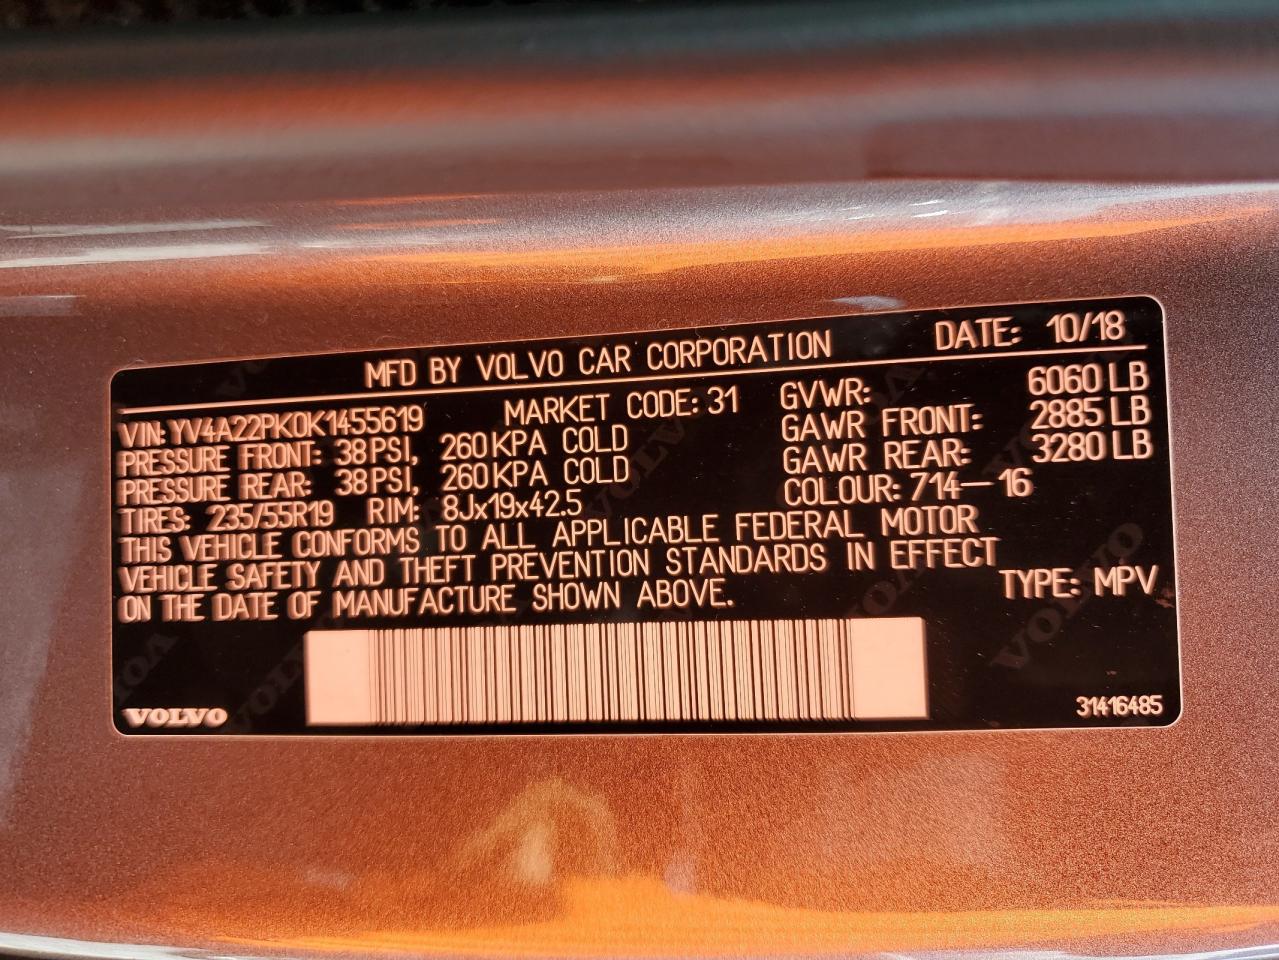 MFD BY VOLVO CAR CORPORATION DATE: 10/18
VIN: YV4A22PK0K1455619 MARKET CODE: 31 GVWR: 6060 LB
PRESSURE FRONT: 38 PSI, 260 KPA COLD GAWR FRONT: 2885 LB
PRESSURE REAR: 38 PSI, 260 KPA COLD GAWR REAR: 3280 LB
TIRES: 235/55R19 RIM: 8Jx19x42.5 COLOUR: 714-16
THIS VEHICLE CONFORMS TO ALL APPLICABLE FEDERAL MOTOR
VEHICLE SAFETY AND THEFT PREVENTION STANDARDS IN EFFECT
ON THE DATE OF MANUFACTURE SHOWN ABOVE. TYPE: MPV
VOLVO 31416485